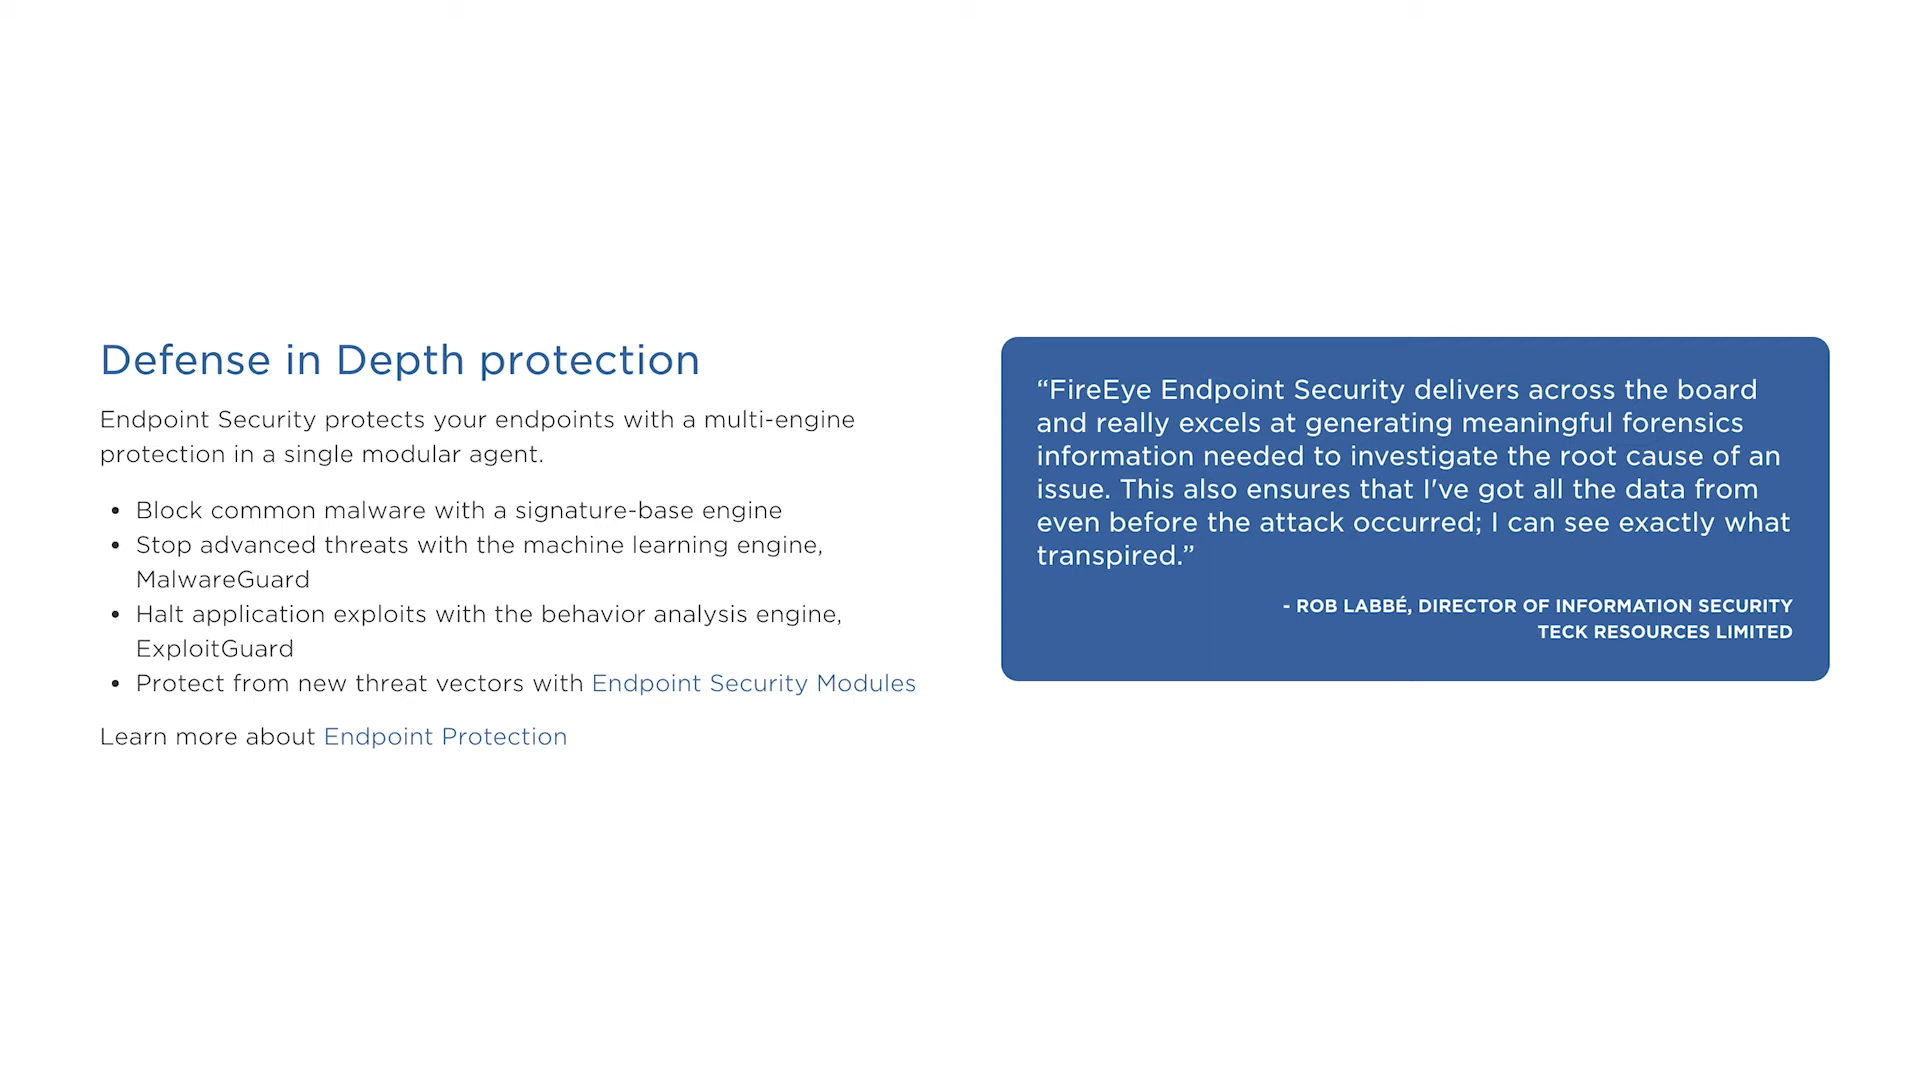 Defense in Depth protection
Endpoint Security protects your endpoints with a multi-engine
protection in a single modular agent.
• Block common malware with a signature-base engine
• Stop advanced threats with the machine learning engine,
MalwareGuard
• Halt application exploits with the behavior analysis engine,
ExploitGuard
• Protect from new threat vectors with Endpoint Security Modules
Learn more about Endpoint Protection
“FireEye Endpoint Security delivers across the board
and really excels at generating meaningful forensics
information needed to investigate the root cause of an
issue. This also ensures that I've got all the data from
even before the attack occurred; I can see exactly what
transpired.”
- ROB LABBÉ, DIRECTOR OF INFORMATION SECURITY
TECK RESOURCES LIMITED